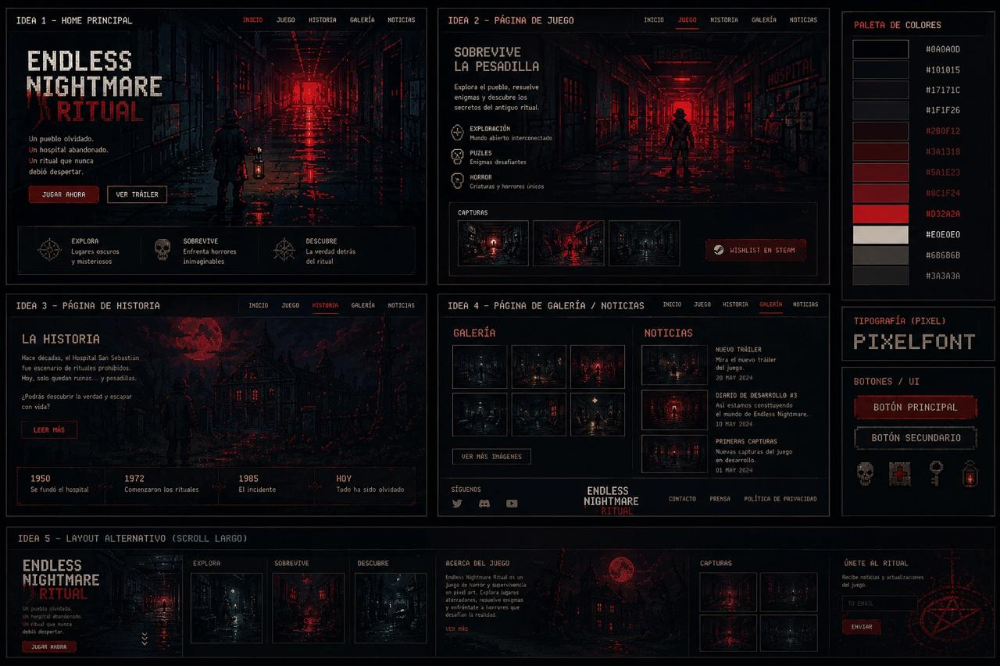 IDEA 1 - HOME PRINCIPAL
INICIO JUEGO HISTORIA GALERÍA NOTICIAS
ENDLESS
NIGHTMARE
RITUAL
Un pueblo olvidado.
Un hospital abandonado.
Un ritual que nunca
debió despertar.
JUGAR AHORA
VER TRÁILER
EXPLORA
Lugares oscuros
y misteriosos
SOBREVIVE
Enfrenta horrores
inimaginables
DESCUBRE
La verdad detrás
del ritual
IDEA 2 - PÁGINA DE JUEGO
INICIO JUEGO HISTORIA GALERÍA NOTICIAS
SOBREVIVE
LA PESADILLA
Explora el pueblo, resuelve
enigmas y descubre los
secretos del antiguo ritual.
EXPLORACIÓN
Mundo abierto interconectado
PUZLES
Enigmas desafiantes
HORROR
Criaturas y horrores únicos
HOSPITAL
CAPTURAS
WISHLIST EN STEAM
PALETA DE COLORES
#0A0A0D
#101015
#17171C
#1F1F26
#2B0F12
#3A1318
#5A1E23
#8C1F24
#D32A2A
#E0E0E0
#6B6B6B
#3A3A3A
IDEA 3 - PÁGINA DE HISTORIA
INICIO JUEGO HISTORIA GALERÍA NOTICIAS
LA HISTORIA
Hace décadas, el Hospital San Sebastián
fue escenario de rituales prohibidos.
Hoy, solo quedan ruinas... y pesadillas.
¿Podrás descubrir la verdad y escapar
con vida?
LEER MÁS
1950
Se fundó el hospital
1972
Comenzaron los rituales
1985
El incidente
HOY
Todo ha sido olvidado
IDEA 4 - PÁGINA DE GALERÍA / NOTICIAS
INICIO JUEGO HISTORIA GALERÍA NOTICIAS
GALERÍA
VER MÁS IMÁGENES
NOTICIAS
NUEVO TRÁILER
Mira el nuevo tráiler
del juego.
20 MAY 2024
DIARIO DE DESARROLLO #3
Así estamos consttuyendo
el mundo de Endless Nightmare.
10 MAY 2024
PRIMERAS CAPTURAS
Nuevas capturas del juego
en desarrollo.
01 MAY 2024
SÍGUENOS
ENDLESS
NIGHTMARE
RITUAL
CONTACTO PRENSA POLÍTICA DE PRIVACIDAD
TIPOGRAFÍA (PIXEL)
PIXELFONT
BOTONES / UI
BOTÓN PRINCIPAL
BOTÓN SECUNDARIO
IDEA 5 - LAYOUT ALTERNATIVO (SCROLL LARGO)
ENDLESS
NIGHTMARE
RITUAL
Un pueblo olvidado.
Un hospital abandonado.
Un ritual que nunca
debió despertar.
JUGAR AHORA
EXPLORA
SOBREVIVE
DESCUBRE
ACERCA DEL JUEGO
Endless Nightmare Ritual es un
juego de horror y supervivencia
en pixel art. Explora lugares
aterradores, resuelve enigmas
y enfréntate a horrores que
desafían la realidad.
VER MÁS
CAPTURAS
ÚNETE AL RITUAL
Recibe noticias y actualizaciones
del juego.
TU EMAIL
ENVIAR